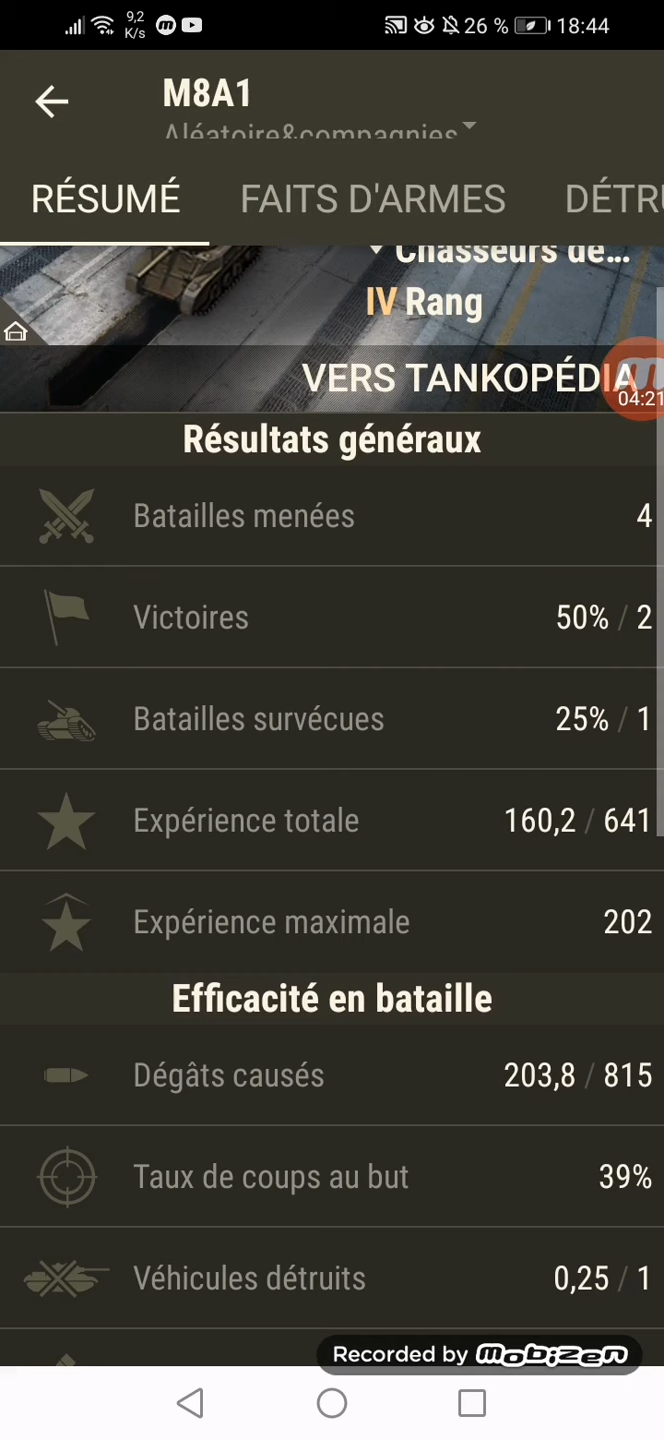 9,2
K/s
26 %
18:44
M8A1
Aléatoire&compagnies
RÉSUMÉ
FAITS D'ARMES
DÉTRU
Chasseurs de...
IV Rang
VERS TANKOPÉDIA
04:21
Résultats généraux
Batailles menées 4
Victoires 50% / 2
Batailles survécues 25% / 1
Expérience totale 160,2 / 641
Expérience maximale 202
Efficacité en bataille
Dégâts causés 203,8 / 815
Taux de coups au but 39%
Véhicules détruits 0,25 / 1
Recorded by mobizen